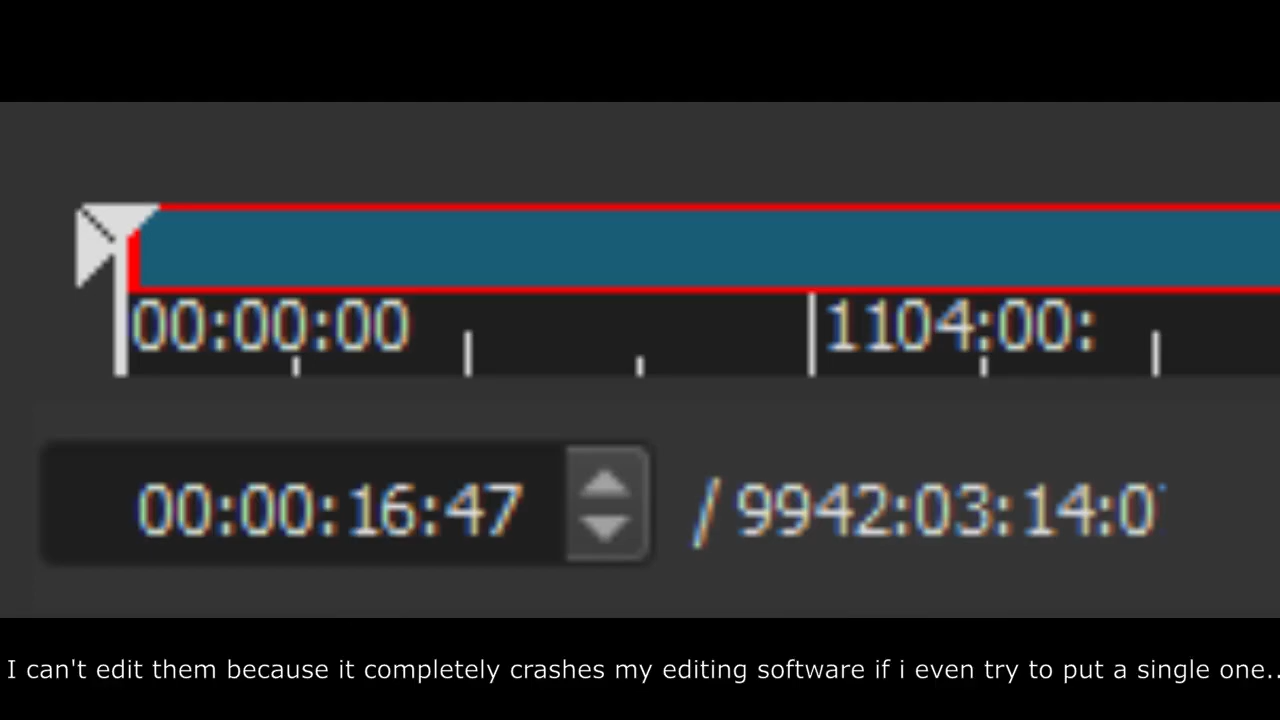 00:00:00 1104:00:
00:00:16:47 / 9942:03:14:0
I can't edit them because it completely crashes my editing software if i even try to put a single one..